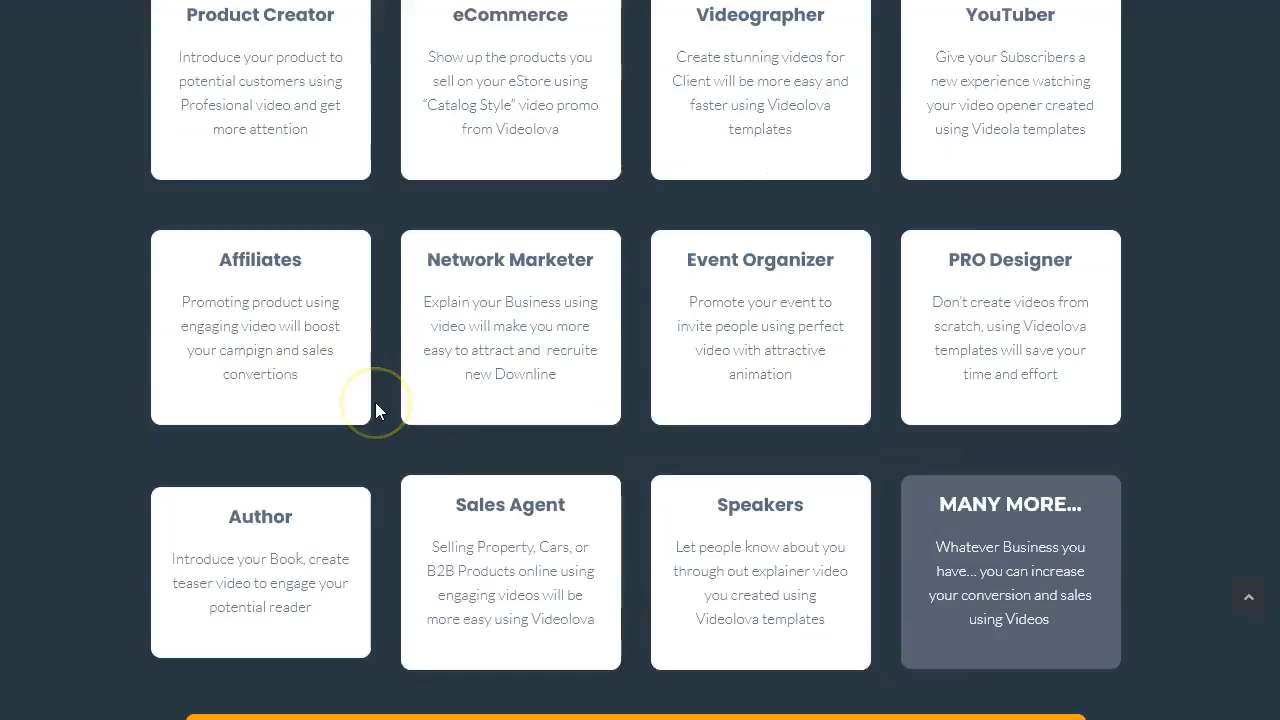 Product Creator
Introduce your product to
potential customers using
Profesional video and get
more attention
eCommerce
Show up the products you
sell on your eStore using
“Catalog Style” video promo
from Videolova
Videographer
Create stunning videos for
Client will be more easy and
faster using Videolova
templates
YouTuber
Give your Subscribers a
new experience watching
your video opener created
using Videola templates
Affiliates
Promoting product using
engaging video will boost
your campign and sales
convertions
Network Marketer
Explain your Business using
video will make you more
easy to attract and recruite
new Downline
Event Organizer
Promote your event to
invite people using perfect
video with attractive
animation
PRO Designer
Don't create videos from
scratch, using Videolova
templates will save your
time and effort
Author
Introduce your Book, create
teaser video to engage your
potential reader
Sales Agent
Selling Property, Cars, or
B2B Products online using
engaging videos will be
more easy using Videolova
Speakers
Let people know about you
through out explainer video
you created using
Videolova templates
MANY MORE...
Whatever Business you
have... you can increase
your conversion and sales
using Videos